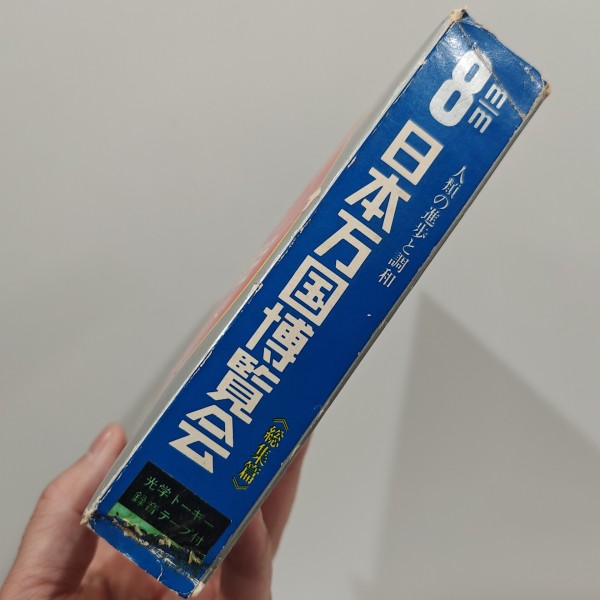 8m/m
人類の進歩と調和
日本万国博覧会
《総集篇》
光学トーキー
録音テープ付